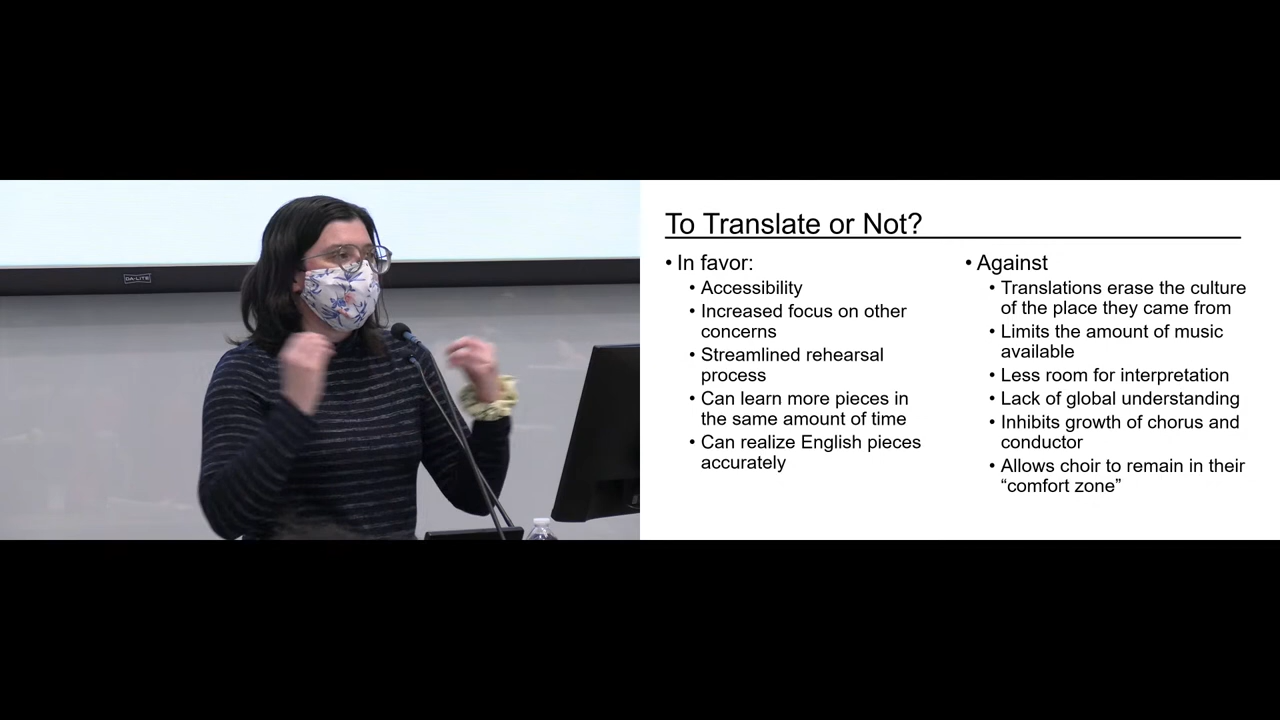 DA-LITE
To Translate or Not?
• In favor:
• Accessibility
• Increased focus on other
concerns
• Streamlined rehearsal
process
• Can learn more pieces in
the same amount of time
• Can realize English pieces
accurately
• Against
• Translations erase the culture
of the place they came from
• Limits the amount of music
available
• Less room for interpretation
• Lack of global understanding
• Inhibits growth of chorus and
conductor
• Allows choir to remain in their
“comfort zone”